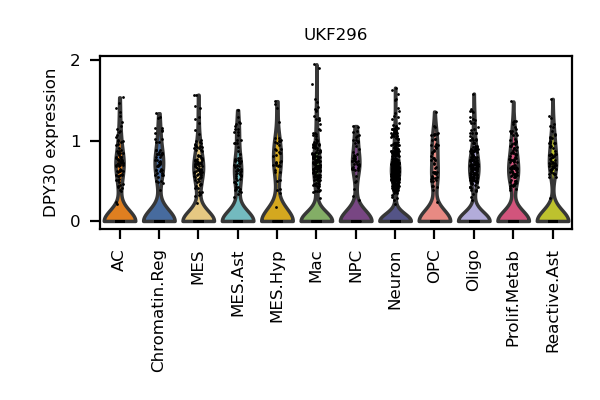 UKF296
DPY30 expression
2
1
0
AC
Chromatin.Reg
MES
MES.Ast
MES.Hyp
Mac
NPC
Neuron
OPC
Oligo
Prolif.Metab
Reactive.Ast